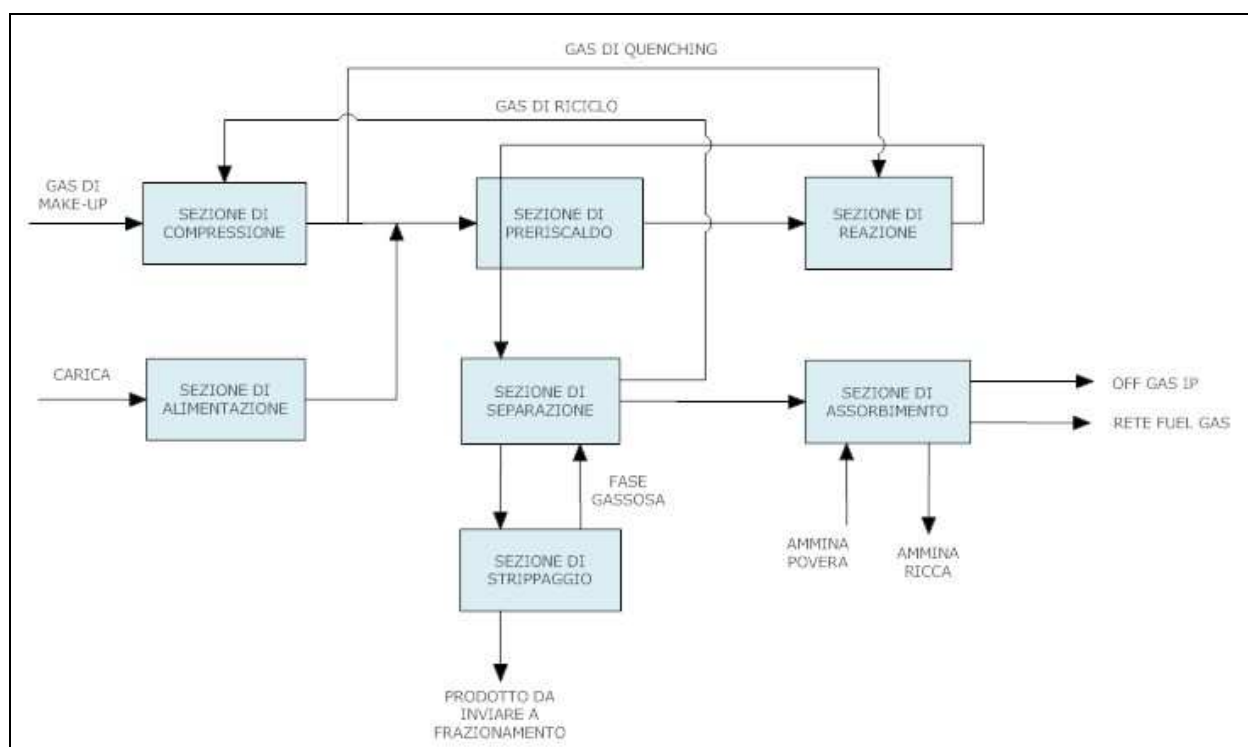 GAS DI QUENCHING
GAS DI RICICLO
GAS DI
MAKE-UP
SEZIONE DI
COMPRESSIONE
SEZIONE DI
PRERISCALDO
SEZIONE DI
REAZIONE
CARICA
SEZIONE DI
ALIMENTAZIONE
SEZIONE DI
SEPARAZIONE
SEZIONE DI
ASSORBIMENTO
OFF GAS IP
RETE FUEL GAS
FASE
GASSOSA
AMMINA
POVERA
AMMINA
RICCA
SEZIONE DI
STRIPPAGGIO
PRODOTTO DA
INVIARE A
FRAZIONAMENTO